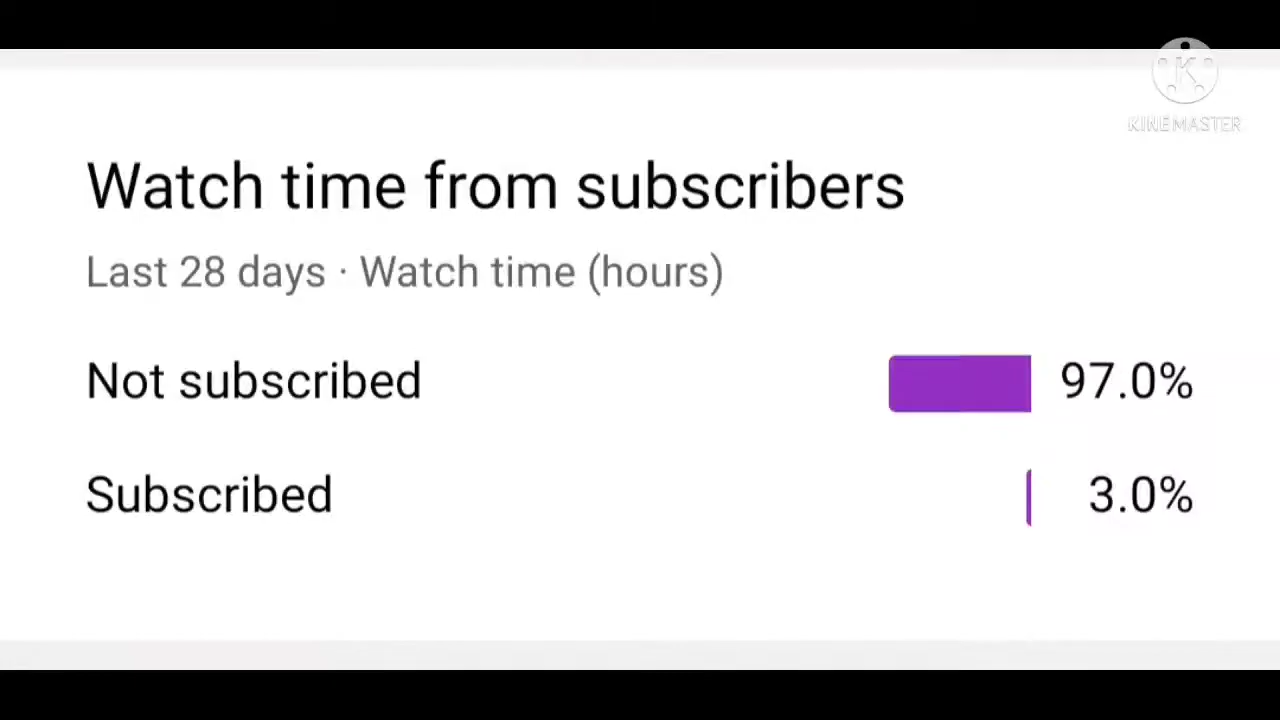 K
KINEMASTER
Watch time from subscribers
Last 28 days · Watch time (hours)
Not subscribed 97.0%
Subscribed 3.0%